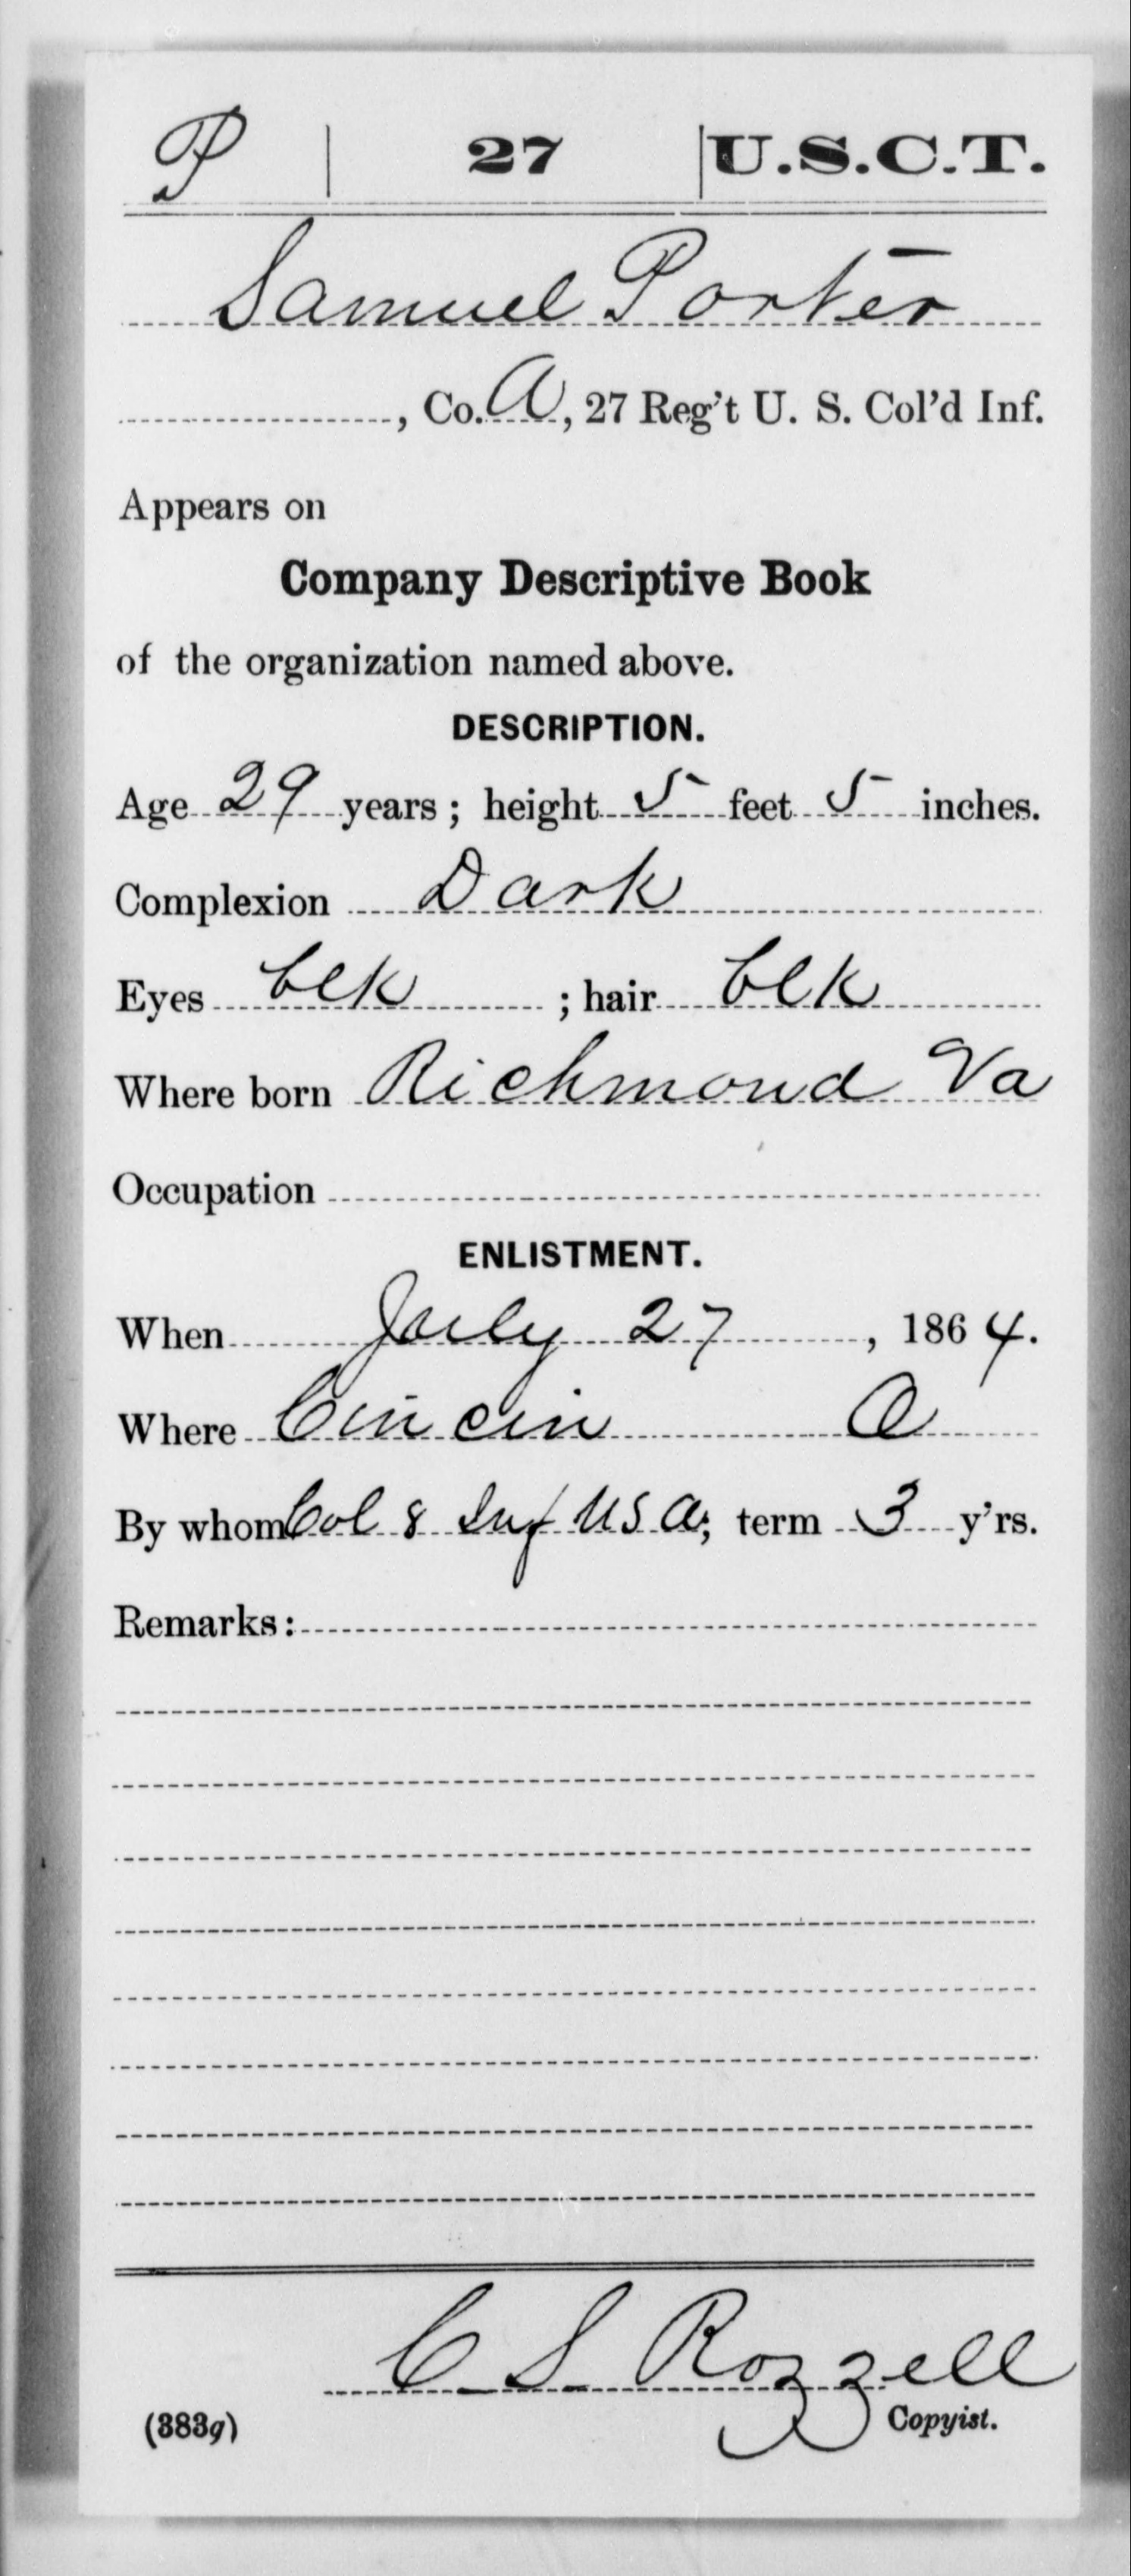 P 27 U.S.C.T.
Samuel Porter
, Co. A, 27 Reg't U. S. Col'd Inf.
Appears on
Company Descriptive Book
of the organization named above.
DESCRIPTION.
Age 29 years; height 5 feet 5 inches.
Complexion Dark
Eyes blk ; hair blk
Where born Richmond Va
Occupation
ENLISTMENT.
When July 27, 1864.
Where Cincin O
By whom Col 8 Inf U S A; term 3 y'rs.
Remarks:
C S Rozzell
(383g) Copyist.